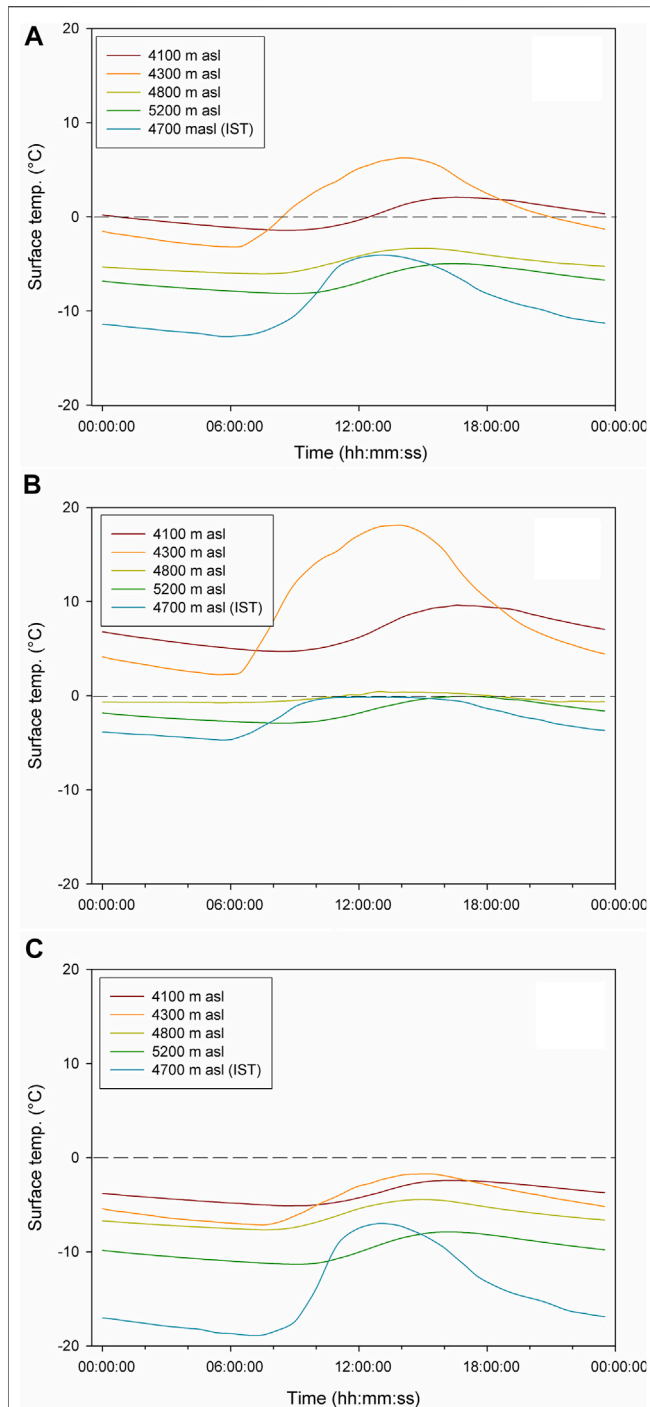 A
20
4100 m asl
4300 m asl
4800 m asl
5200 m asl
4700 masl (IST)
10
0
-10
-20
Surface temp. (°C)
00:00:00 06:00:00 12:00:00 18:00:00 00:00:00
Time (hh:mm:ss)
B
20
4100 m asl
4300 m asl
4800 m asl
5200 m asl
4700 m asl (IST)
10
0
-10
-20
Surface temp. (°C)
00:00:00 06:00:00 12:00:00 18:00:00 00:00:00
C
20
4100 m asl
4300 m asl
4800 m asl
5200 m asl
4700 m asl (IST)
10
0
-10
-20
Surface temp. (°C)
00:00:00 06:00:00 12:00:00 18:00:00 00:00:00
Time (hh:mm:ss)